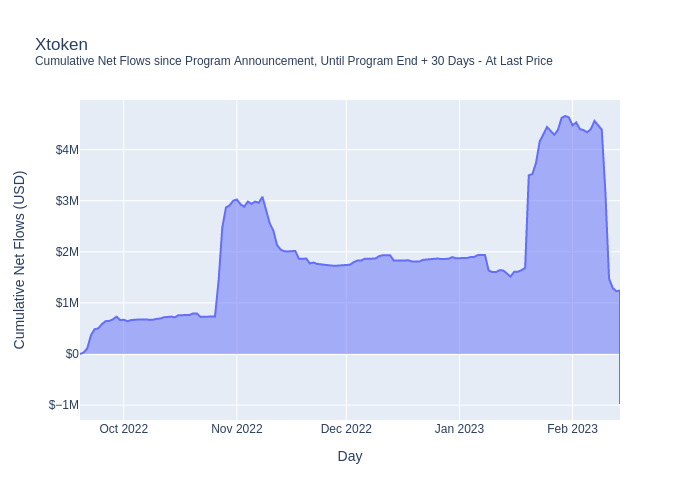 Xtoken
Cumulative Net Flows since Program Announcement, Until Program End + 30 Days - At Last Price
Cumulative Net Flows (USD)
$4M
$3M
$2M
$1M
$0
$−1M
Oct 2022
Nov 2022
Dec 2022
Jan 2023
Feb 2023
Day